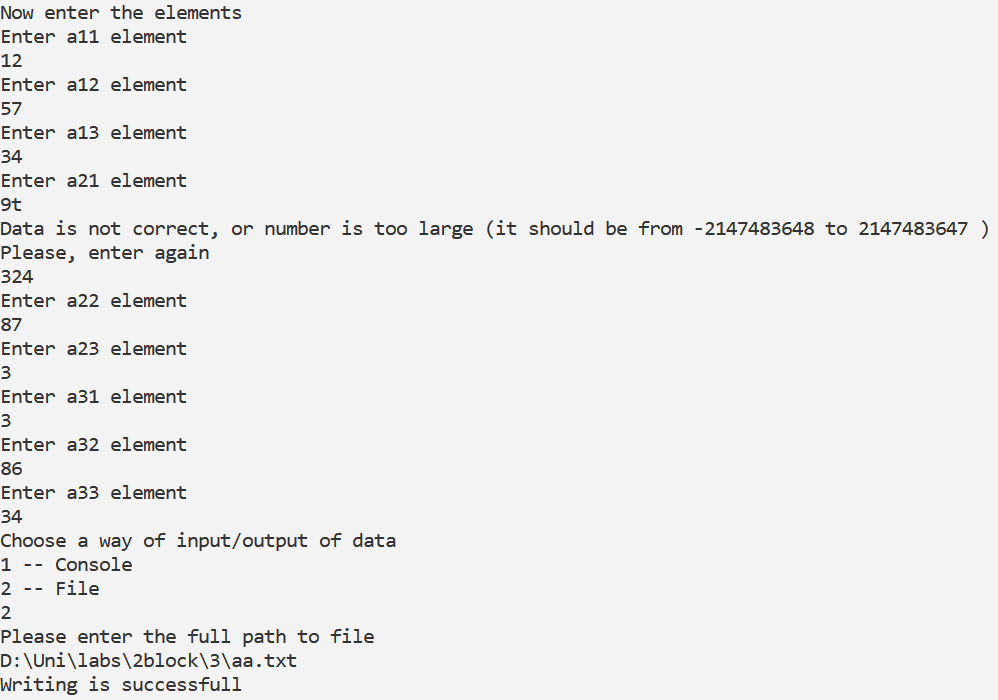 Now enter the elements
Enter a11 element
12
Enter a12 element
57
Enter a13 element
34
Enter a21 element
9t
Data is not correct, or number is too large (it should be from -2147483648 to 2147483647 )
Please, enter again
324
Enter a22 element
87
Enter a23 element
3
Enter a31 element
3
Enter a32 element
86
Enter a33 element
34
Choose a way of input/output of data
1 -- Console
2 -- File
2
Please enter the full path to file
D:\Uni\labs\2block\3\aa.txt
Writing is successfull